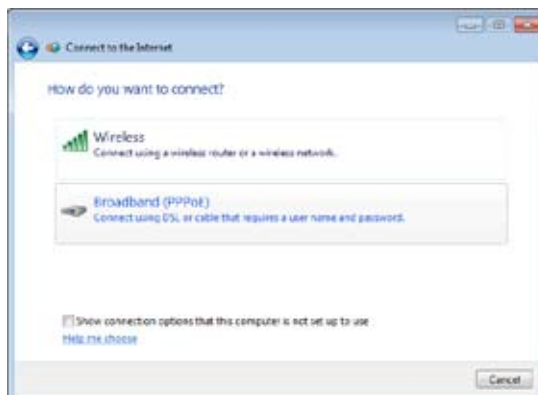 Connect to the Internet
How do you want to connect?
Wireless
Connect using a wireless router or a wireless network.
Broadband (PPPoE)
Connect using DSL or cable that requires a user name and password.
Show connection options that this computer is not set up to use
Help me choose
Cancel